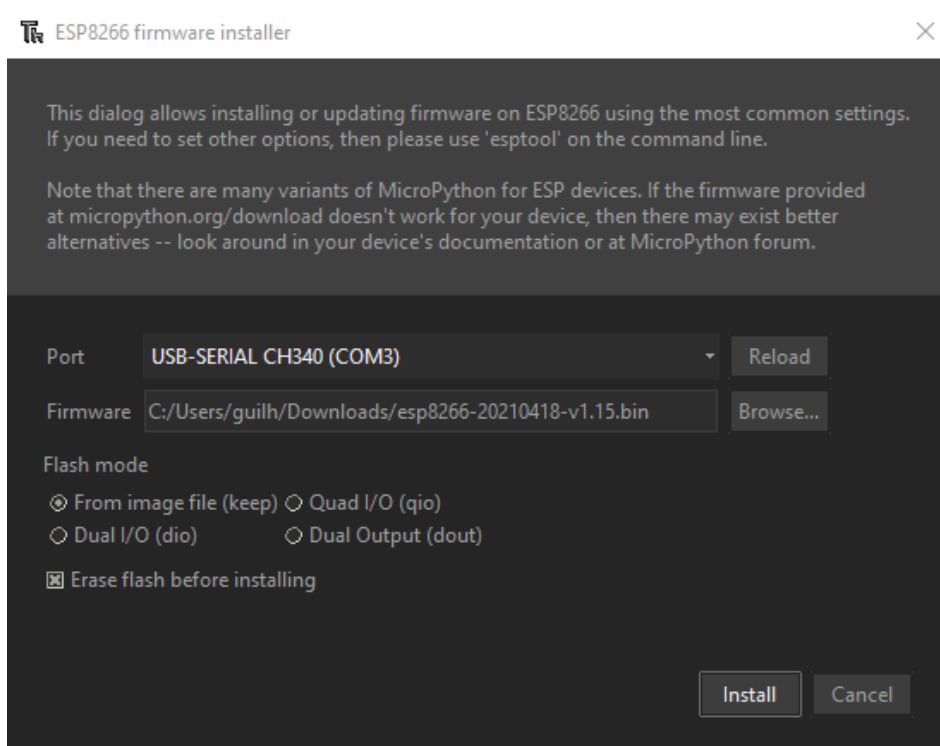 ESP8266 firmware installer
This dialog allows installing or updating firmware on ESP8266 using the most common settings.
If you need to set other options, then please use 'esptool' on the command line.
Note that there are many variants of MicroPython for ESP devices. If the firmware provided
at micropython.org/download doesn't work for your device, then there may exist better
alternatives -- look around in your device's documentation or at MicroPython forum.
Port USB-SERIAL CH340 (COM3) Reload
Firmware C:/Users/guilh/Downloads/esp8266-20210418-v1.15.bin Browse...
Flash mode
From image file (keep) Quad I/O (qio)
Dual I/O (dio) Dual Output (dout)
Erase flash before installing
Install Cancel